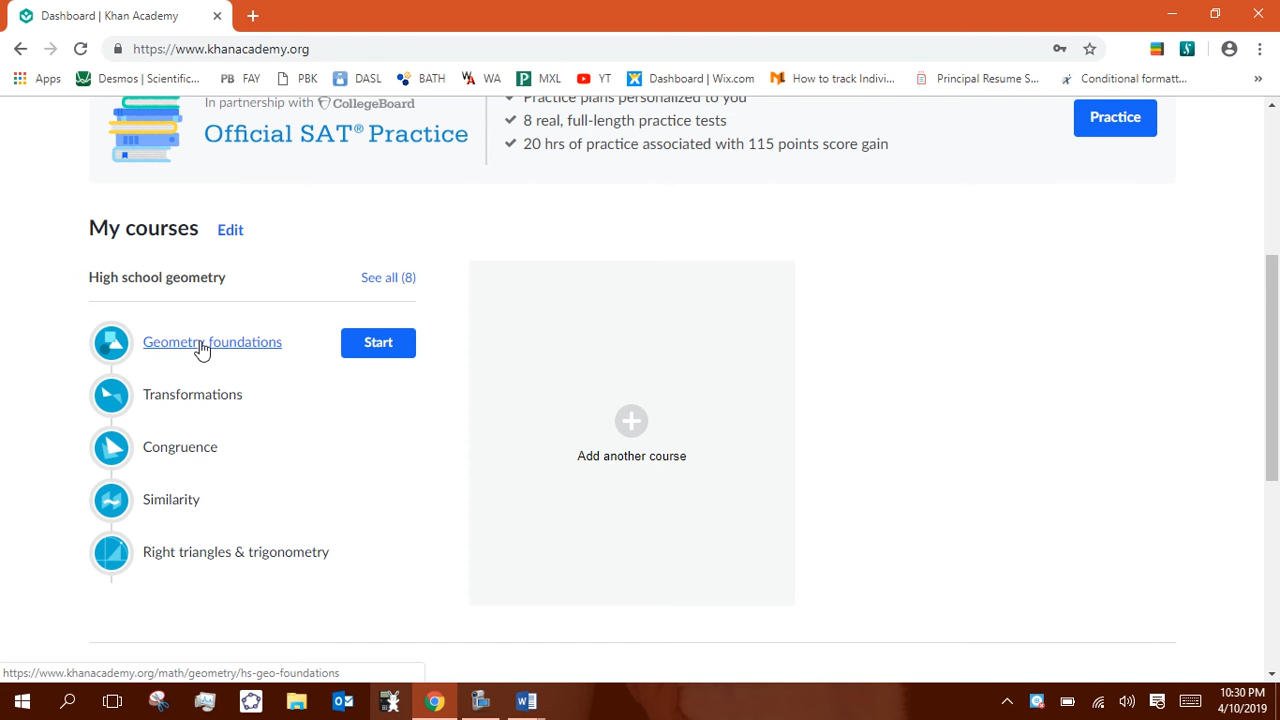 Dashboard | Khan Academy
https://www.khanacademy.org
Apps Desmos | Scientific... PB FAY PBK DASL BATH WA MXL YT Dashboard | Wix.com How to track Indivi... Principal Resume S... Conditional formatt... »
In partnership with CollegeBoard
Official SAT® Practice
Practice plans personalized to you
8 real, full-length practice tests
20 hrs of practice associated with 115 points score gain
Practice
My courses Edit
High school geometry See all (8)
Geometry foundations Start
Transformations
Congruence
Similarity
Right triangles & trigonometry
Add another course
https://www.khanacademy.org/math/geometry/hs-geo-foundations
10:30 PM
4/10/2019